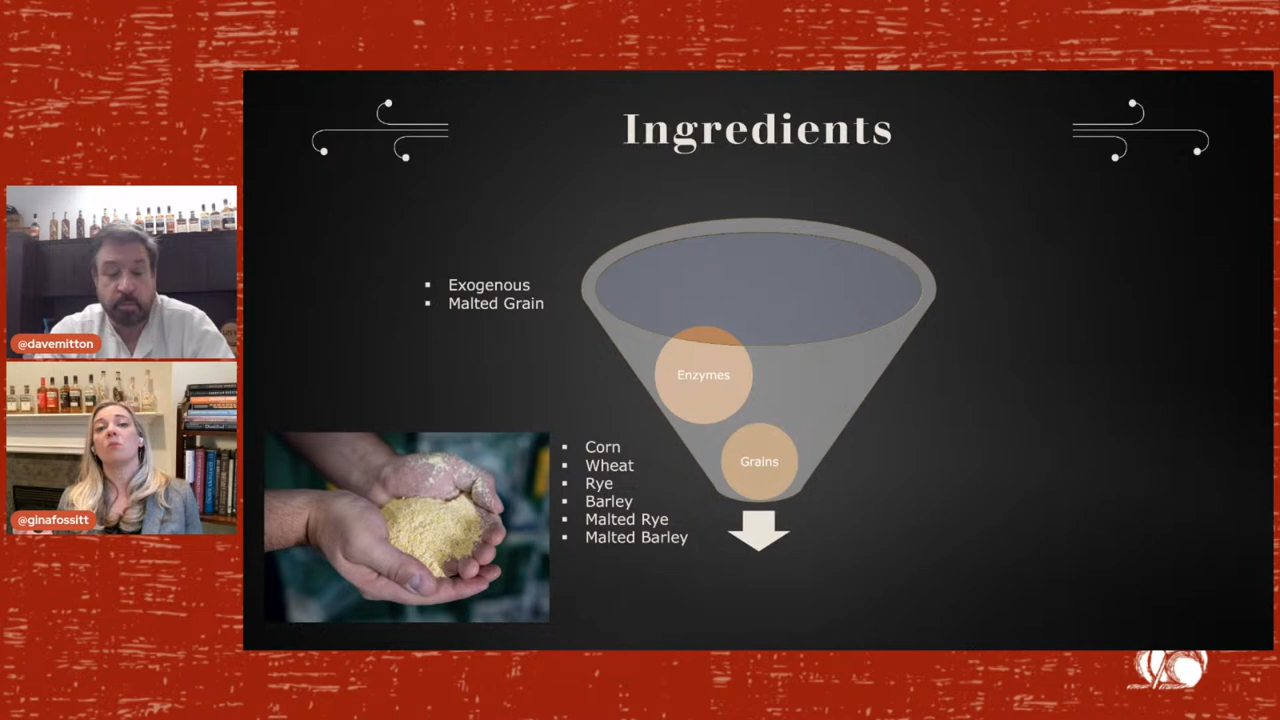 Ingredients
Exogenous
Malted Grain
Enzymes
Grains
Corn
Wheat
Rye
Barley
Malted Rye
Malted Barley
@davemitton
@ginafossitt